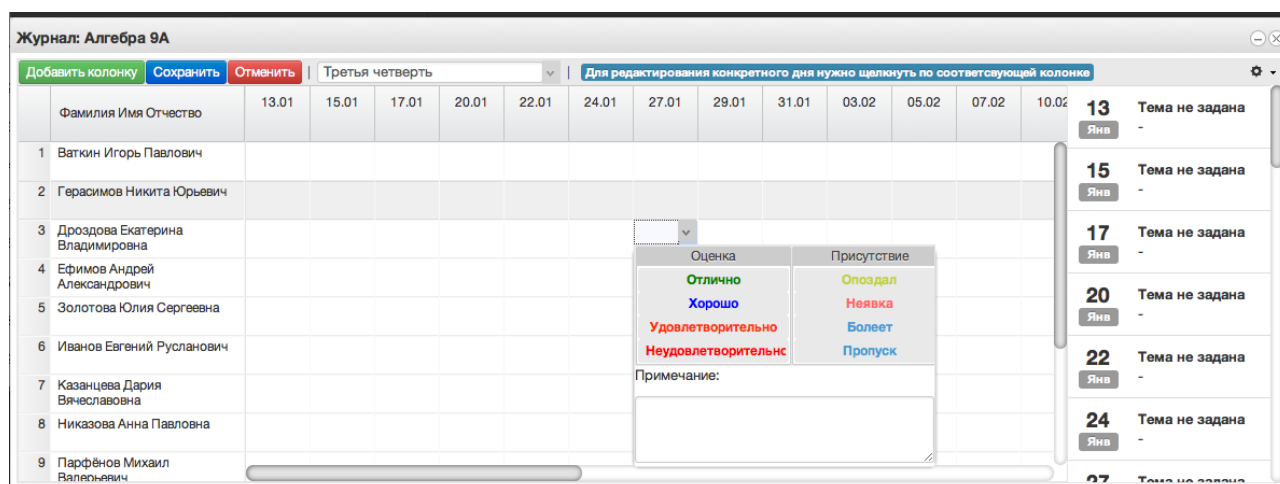 Журнал: Алгебра 9А
Добавить колонку Сохранить Отменить | Третья четверть | Для редактирования конкретного дня нужно щелкнуть по соответсвующей колонке
Фамилия Имя Отчество 13.01 15.01 17.01 20.01 22.01 24.01 27.01 29.01 31.01 03.02 05.02 07.02 10.02
1 Ваткин Игорь Павлович
2 Герасимов Никита Юрьевич
3 Дроздова Екатерина
Владимировна
4 Ефимов Андрей
Александрович
5 Золотова Юлия Сергеевна
6 Иванов Евгений Русланович
7 Казанцева Дария
Вячеславовна
8 Никазова Анна Павловна
9 Парфёнов Михаил
Валерьевич
Оценка Присутствие
Отлично Опоздал
Хорошо Неявка
Удовлетворительно Болеет
Неудовлетворительно Пропуск
Примечание:
13 Тема не задана
Янв -
15 Тема не задана
Янв -
17 Тема не задана
Янв -
20 Тема не задана
Янв -
22 Тема не задана
Янв -
24 Тема не задана
Янв -
27 Тема не задана